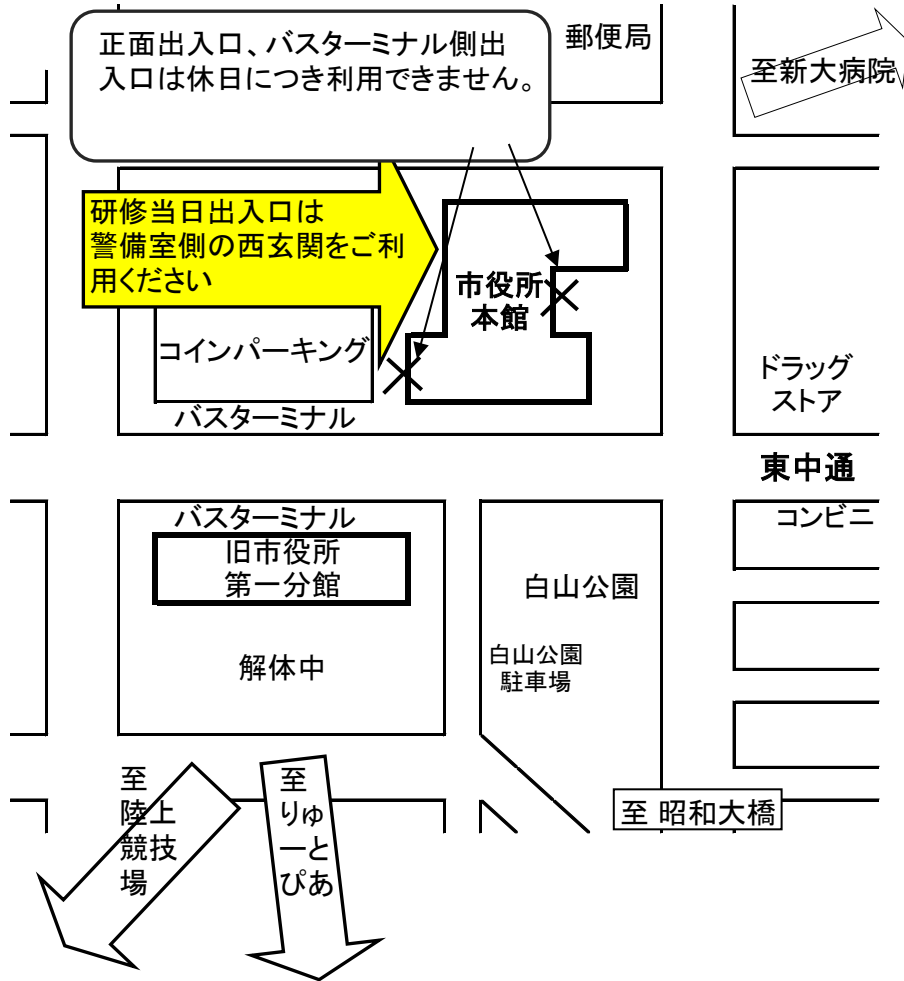 正面出入口、バスターミナル側出
入口は休日につき利用できません。
郵便局
至新大病院
研修当日出入口は
警備室側の西玄関をご利
用ください
市役所
本館
コインパーキング
バスターミナル
ドラッグ
ストア
東中通
コンビニ
バスターミナル
旧市役所
第一分館
解体中
白山公園
白山公園
駐車場
至
陸上
競技
場
至
りゅ
ーと
ぴあ
至 昭和大橋